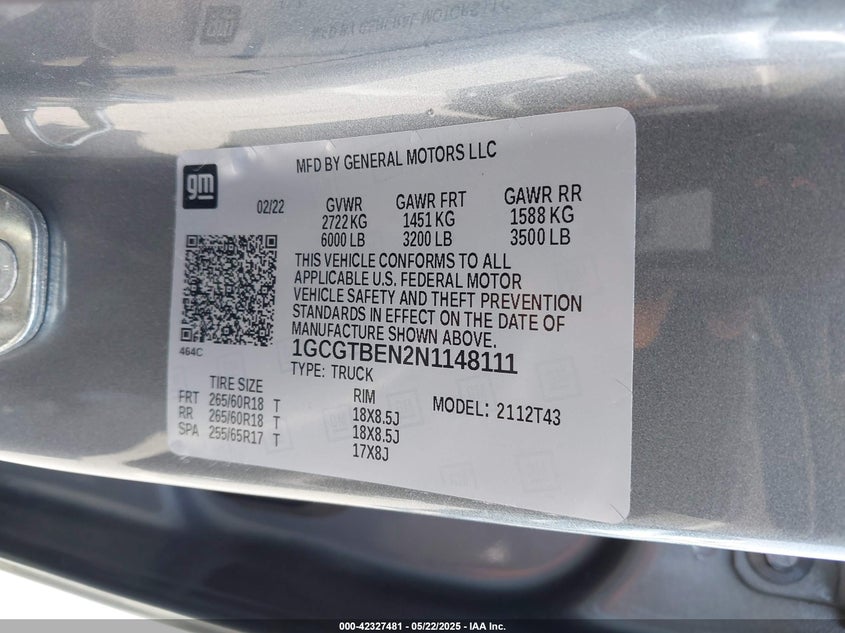 MFD BY GENERAL MOTORS LLC
gm
02/22
GVWR GAWR FRT GAWR RR
2722 KG 1451 KG 1588 KG
6000 LB 3200 LB 3500 LB
THIS VEHICLE CONFORMS TO ALL
APPLICABLE U.S. FEDERAL MOTOR
VEHICLE SAFETY AND THEFT PREVENTION
STANDARDS IN EFFECT ON THE DATE OF
MANUFACTURE SHOWN ABOVE.
464C
1GCGTBEN2N1148111
TYPE: TRUCK
TIRE SIZE RIM MODEL: 2112T43
FRT 265/60R18 T 18X8.5J
RR 265/60R18 T 18X8.5J
SPA 255/65R17 T 17X8J
000-42327481 - 05/22/2025 - IAA Inc.